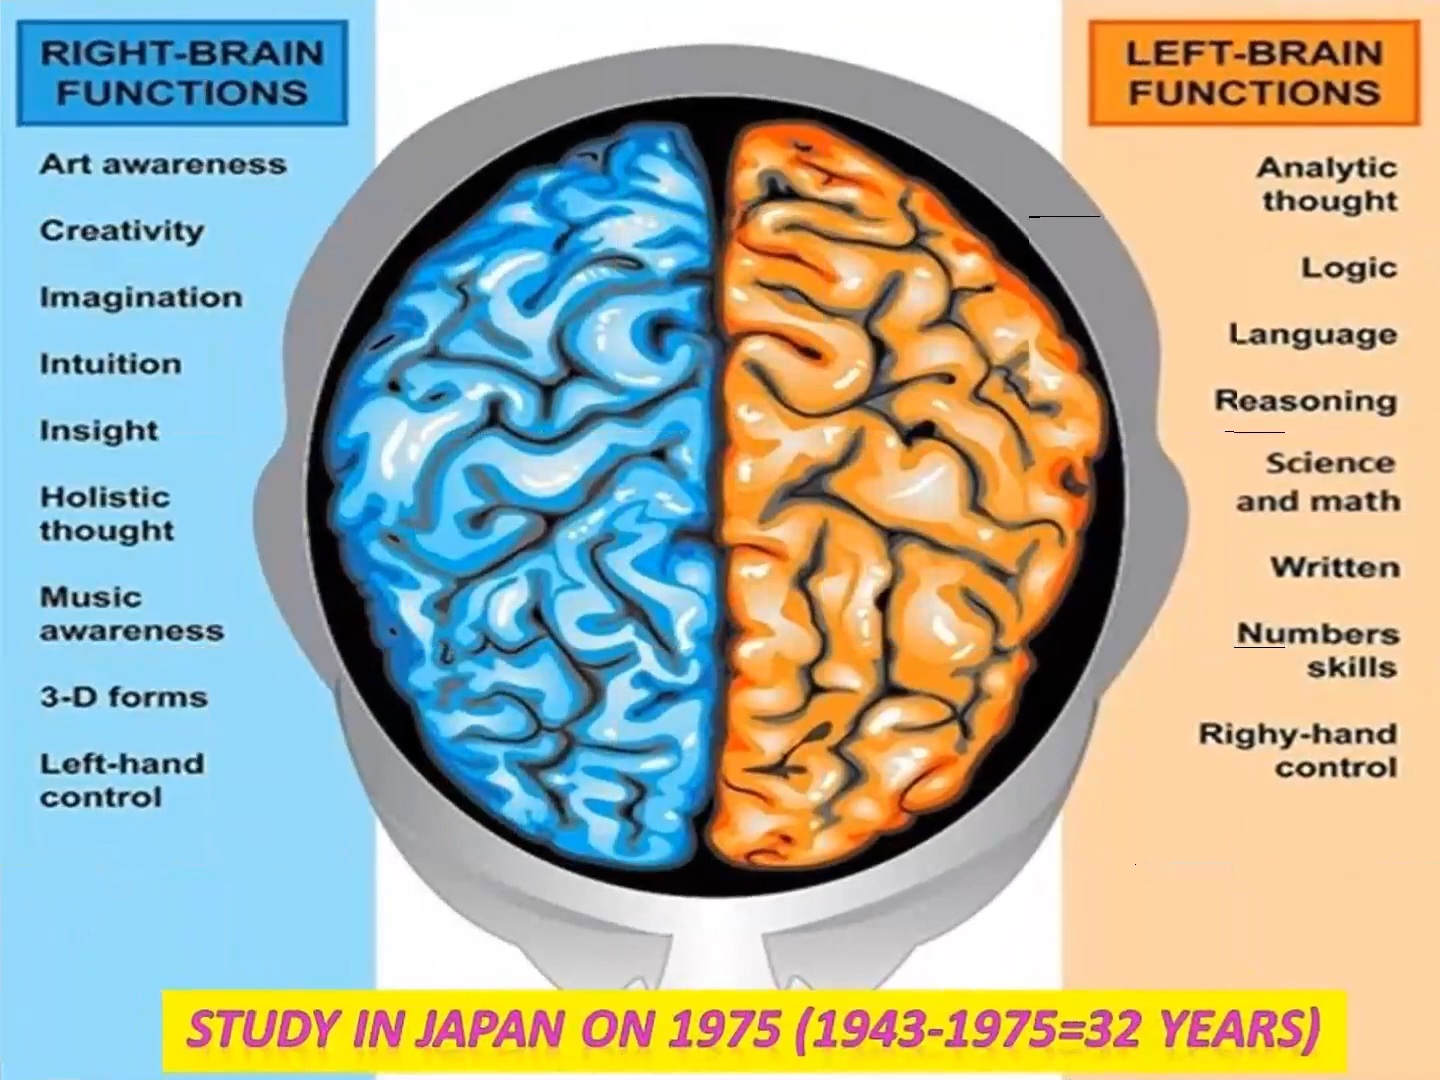 RIGHT-BRAIN
FUNCTIONS
Art awareness
Creativity
Imagination
Intuition
Insight
Holistic
thought
Music
awareness
3-D forms
Left-hand
control
LEFT-BRAIN
FUNCTIONS
Analytic
thought
Logic
Language
Reasoning
Science
and math
Written
Numbers
skills
Righy-hand
control
STUDY IN JAPAN ON 1975 (1943-1975=32 YEARS)